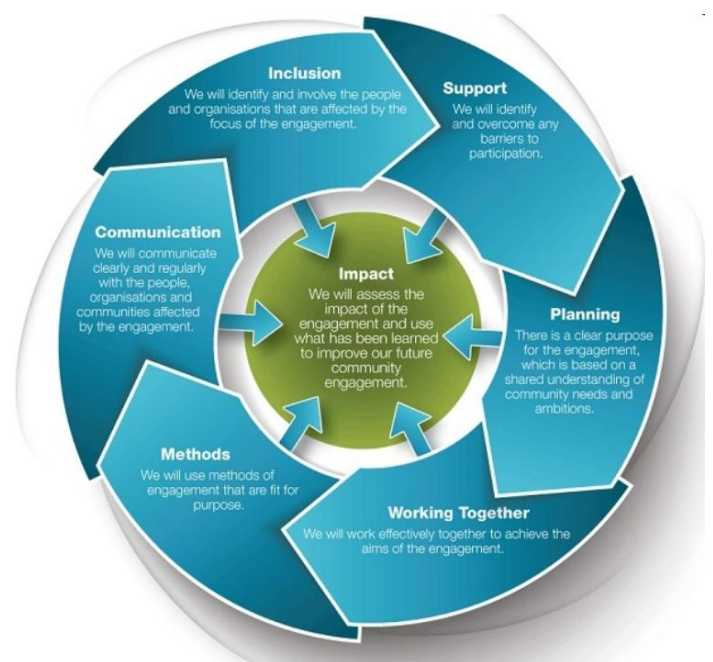 Inclusion
We will identify and involve the people
and organisations that are affected by the
focus of the engagement.
Support
We will identify
and overcome any
barriers to
participation.
Planning
There is a clear purpose
for the engagement,
which is based on a
shared understanding of
community needs and
ambitions.
Working Together
We will work effectively together to achieve the
aims of the engagement.
Methods
We will use methods of
engagement that are fit for
purpose.
Communication
We will communicate
clearly and regularly
with the people,
organisations and
communities affected
by the engagement.
Impact
We will assess the
impact of the
engagement and use
what has been learned
to improve our future
community
engagement.